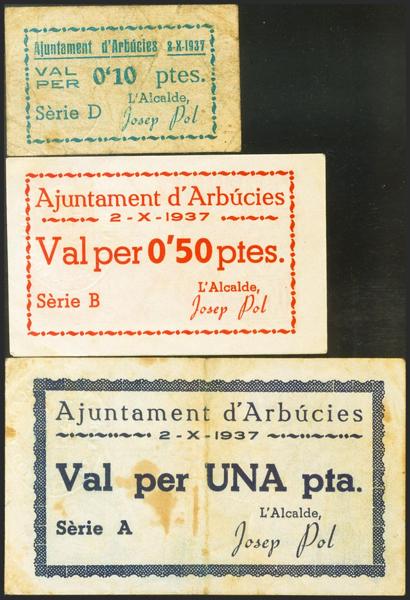 Ajuntament d'Arbúcies 2-X-1937
VAL PER 0'10 ptes.
L'Alcalde,
Sèrie D Josep Pol
Ajuntament d'Arbúcies
2-X-1937
Val per 0'50 ptes.
L'Alcalde,
Sèrie B Josep Pol
Ajuntament d'Arbúcies
2-X-1937
Val per UNA pta.
L'Alcalde,
Sèrie A Josep Pol